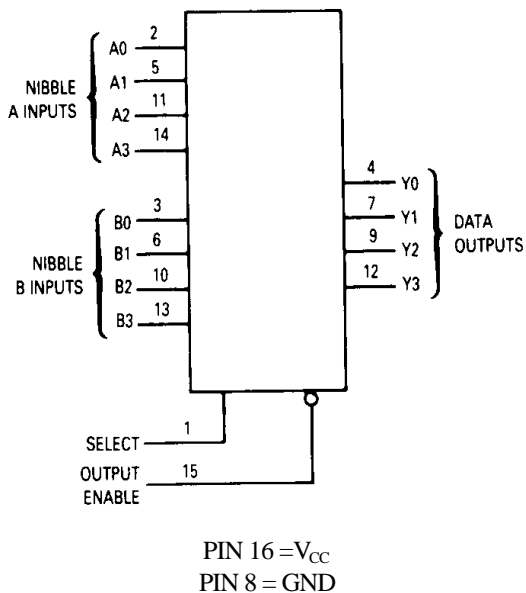 NIBBLE
A INPUTS
A0 2
A1 5
A2 11
A3 14
NIBBLE
B INPUTS
B0 3
B1 6
B2 10
B3 13
4 Y0
7 Y1
9 Y2
12 Y3
DATA
OUTPUTS
SELECT 1
OUTPUT
ENABLE 15
PIN 16 =VCC
PIN 8 = GND